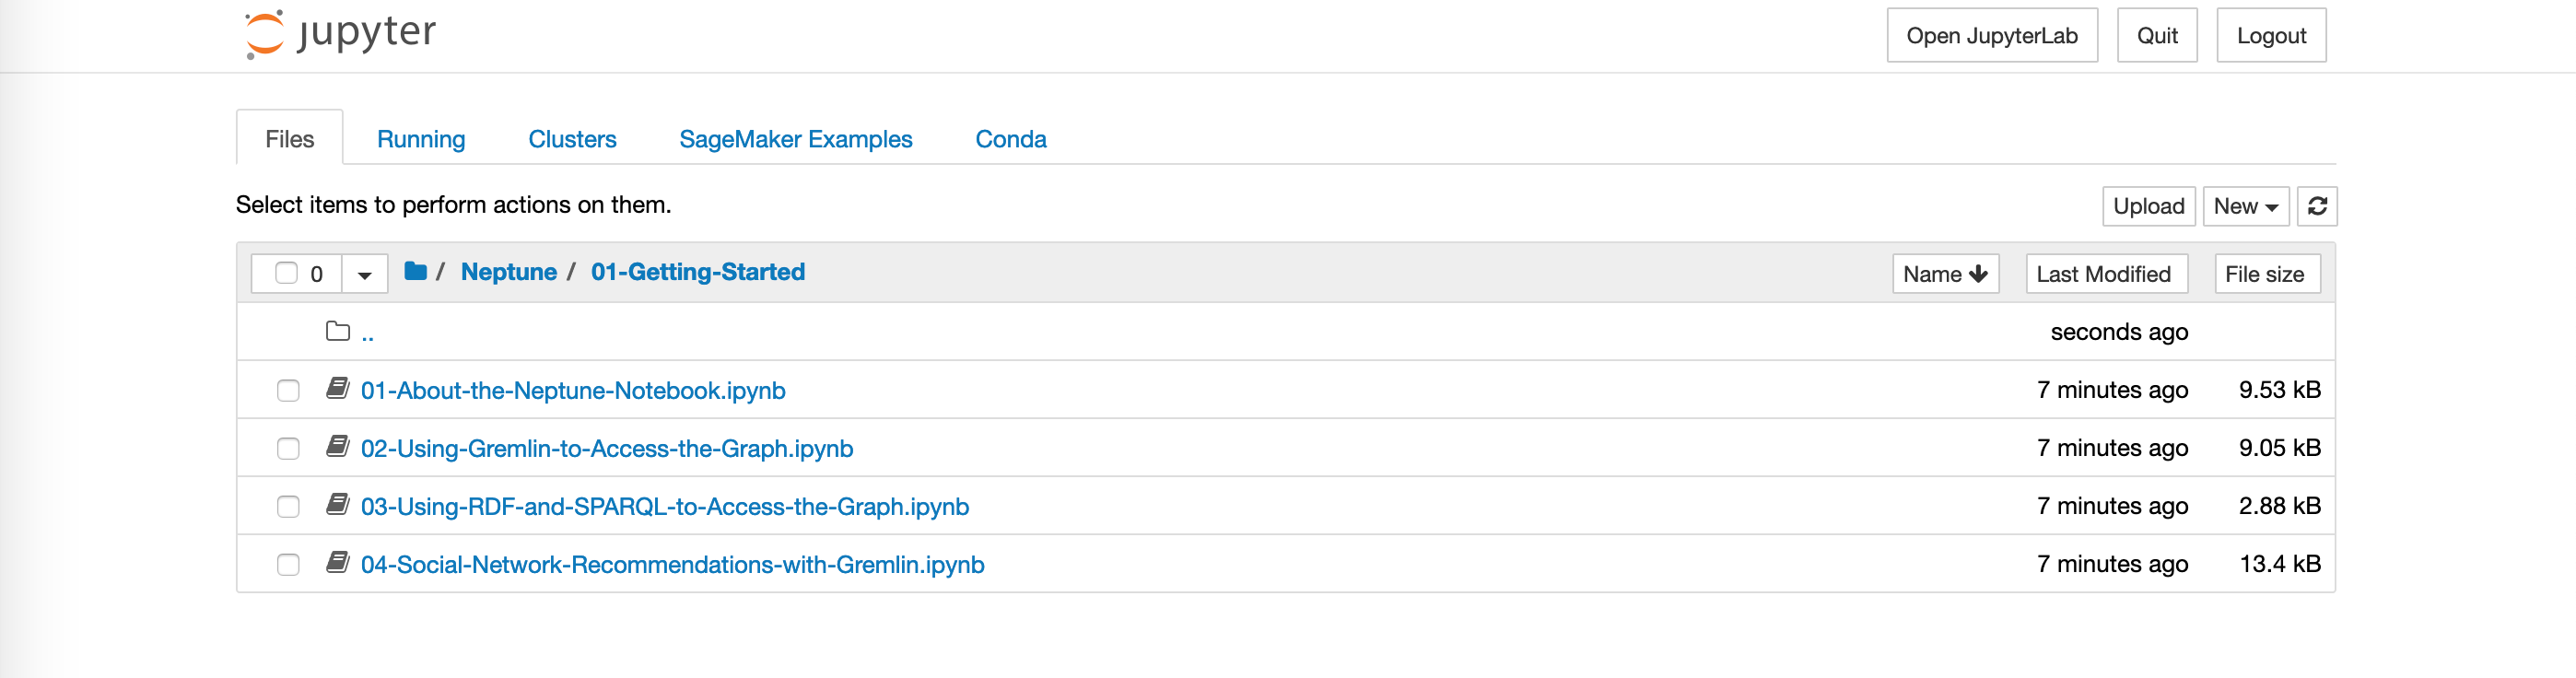 jupyter Open JupyterLab Quit Logout
Files Running Clusters SageMaker Examples Conda
Select items to perform actions on them. Upload New
0 / Neptune / 01-Getting-Started Name Last Modified File size
.. seconds ago
01-About-the-Neptune-Notebook.ipynb 7 minutes ago 9.53 kB
02-Using-Gremlin-to-Access-the-Graph.ipynb 7 minutes ago 9.05 kB
03-Using-RDF-and-SPARQL-to-Access-the-Graph.ipynb 7 minutes ago 2.88 kB
04-Social-Network-Recommendations-with-Gremlin.ipynb 7 minutes ago 13.4 kB